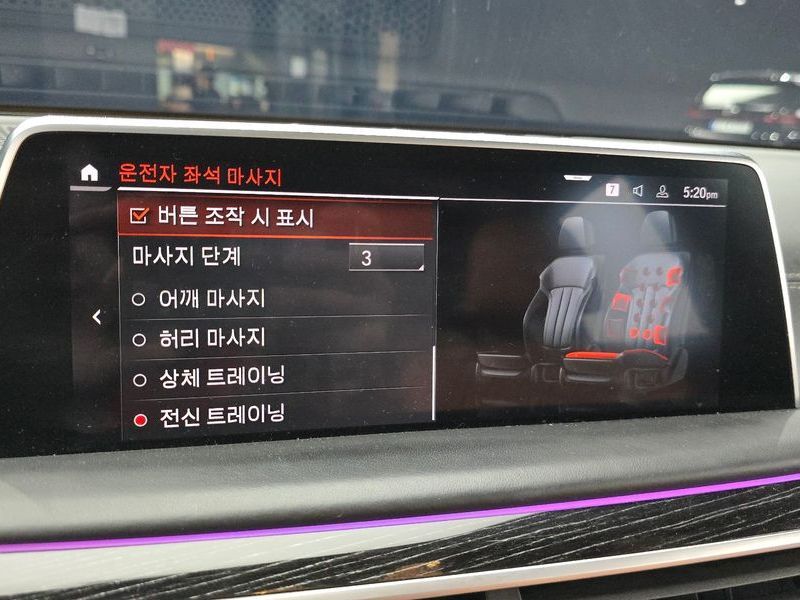 운전자 좌석 마사지
7
5:20pm
버튼 조작 시 표시
마사지 단계 3
어깨 마사지
허리 마사지
상체 트레이닝
전신 트레이닝